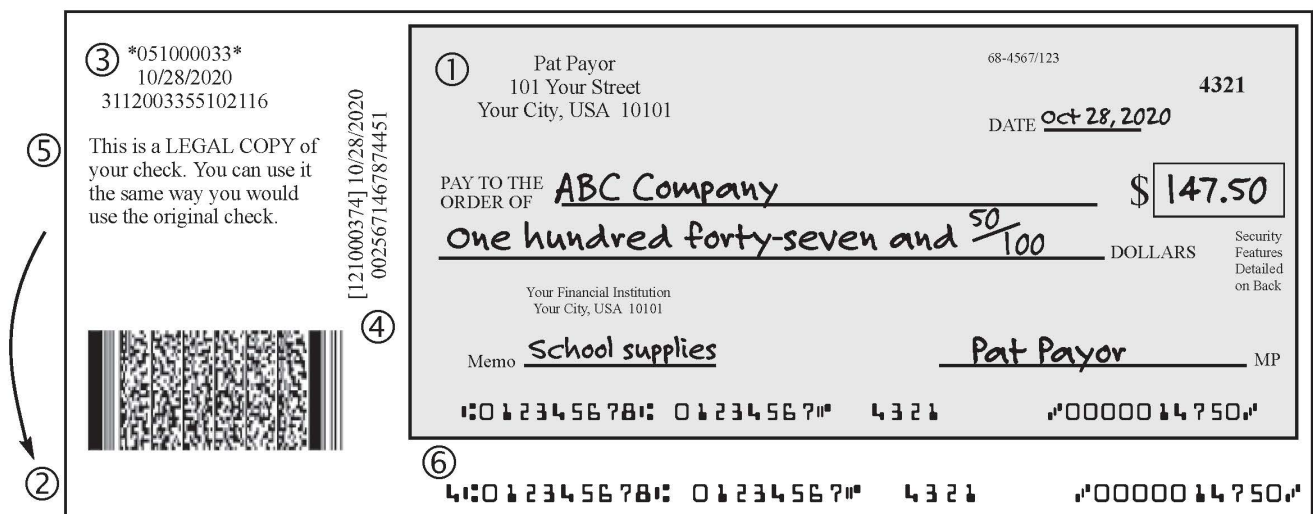 ③ *051000033*
10/28/2020
3112003355102116
⑤ This is a LEGAL COPY of
your check. You can use it
the same way you would
use the original check.
[121000374] 10/28/2020
0025671467874451
④
②
① Pat Payor
101 Your Street
Your City, USA 10101
68-4567/123
4321
DATE Oct 28, 2020
PAY TO THE
ORDER OF ABC Company $ 147.50
One hundred forty-seven and 50/100 DOLLARS
Security
Features
Detailed
on Back
Your Financial Institution
Your City, USA 10101
Memo School supplies Pat Payor MP
⑆012345678⑆ 01234567⑈ 4321 ⑇0000014750⑇
⑥
4⑆012345678⑆ 01234567⑈ 4321 ⑇0000014750⑇